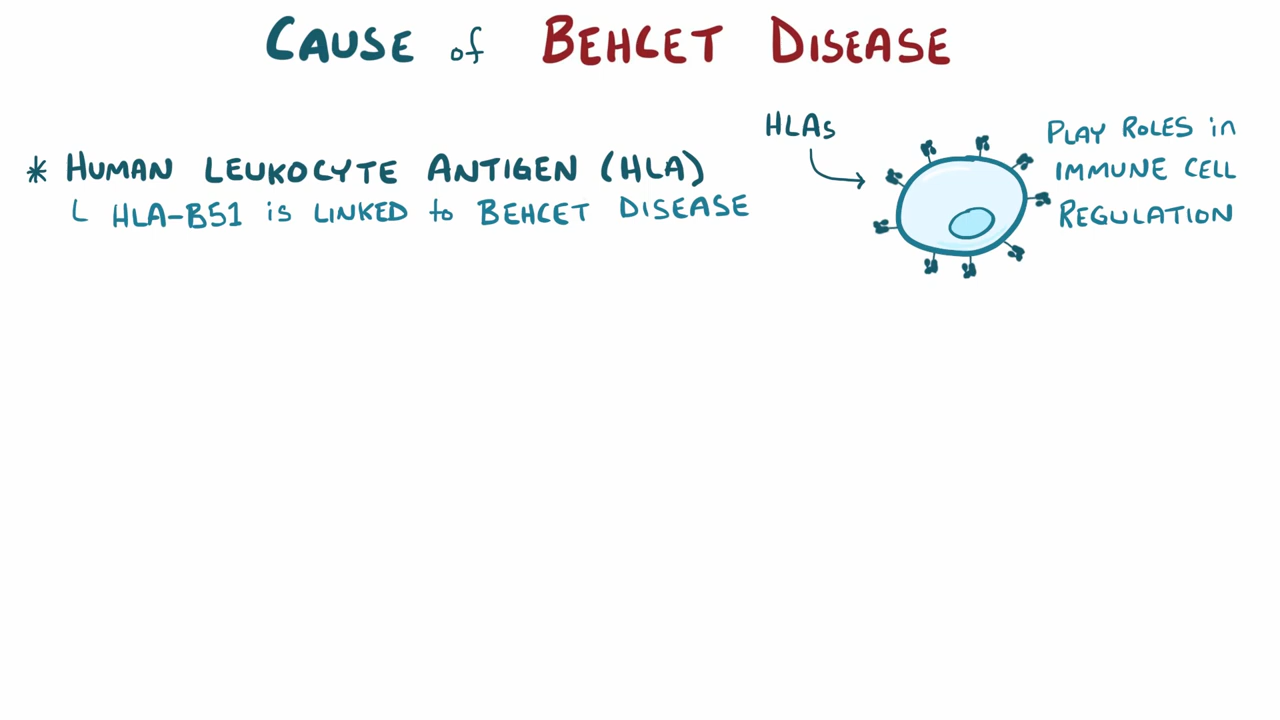 CAUSE of BEHCET DISEASE
* HUMAN LEUKOCYTE ANTIGEN (HLA)
└ HLA-B51 is LINKED to BEHCET DISEASE
HLAs
PLAY ROLES in
IMMUNE CELL
REGULATION